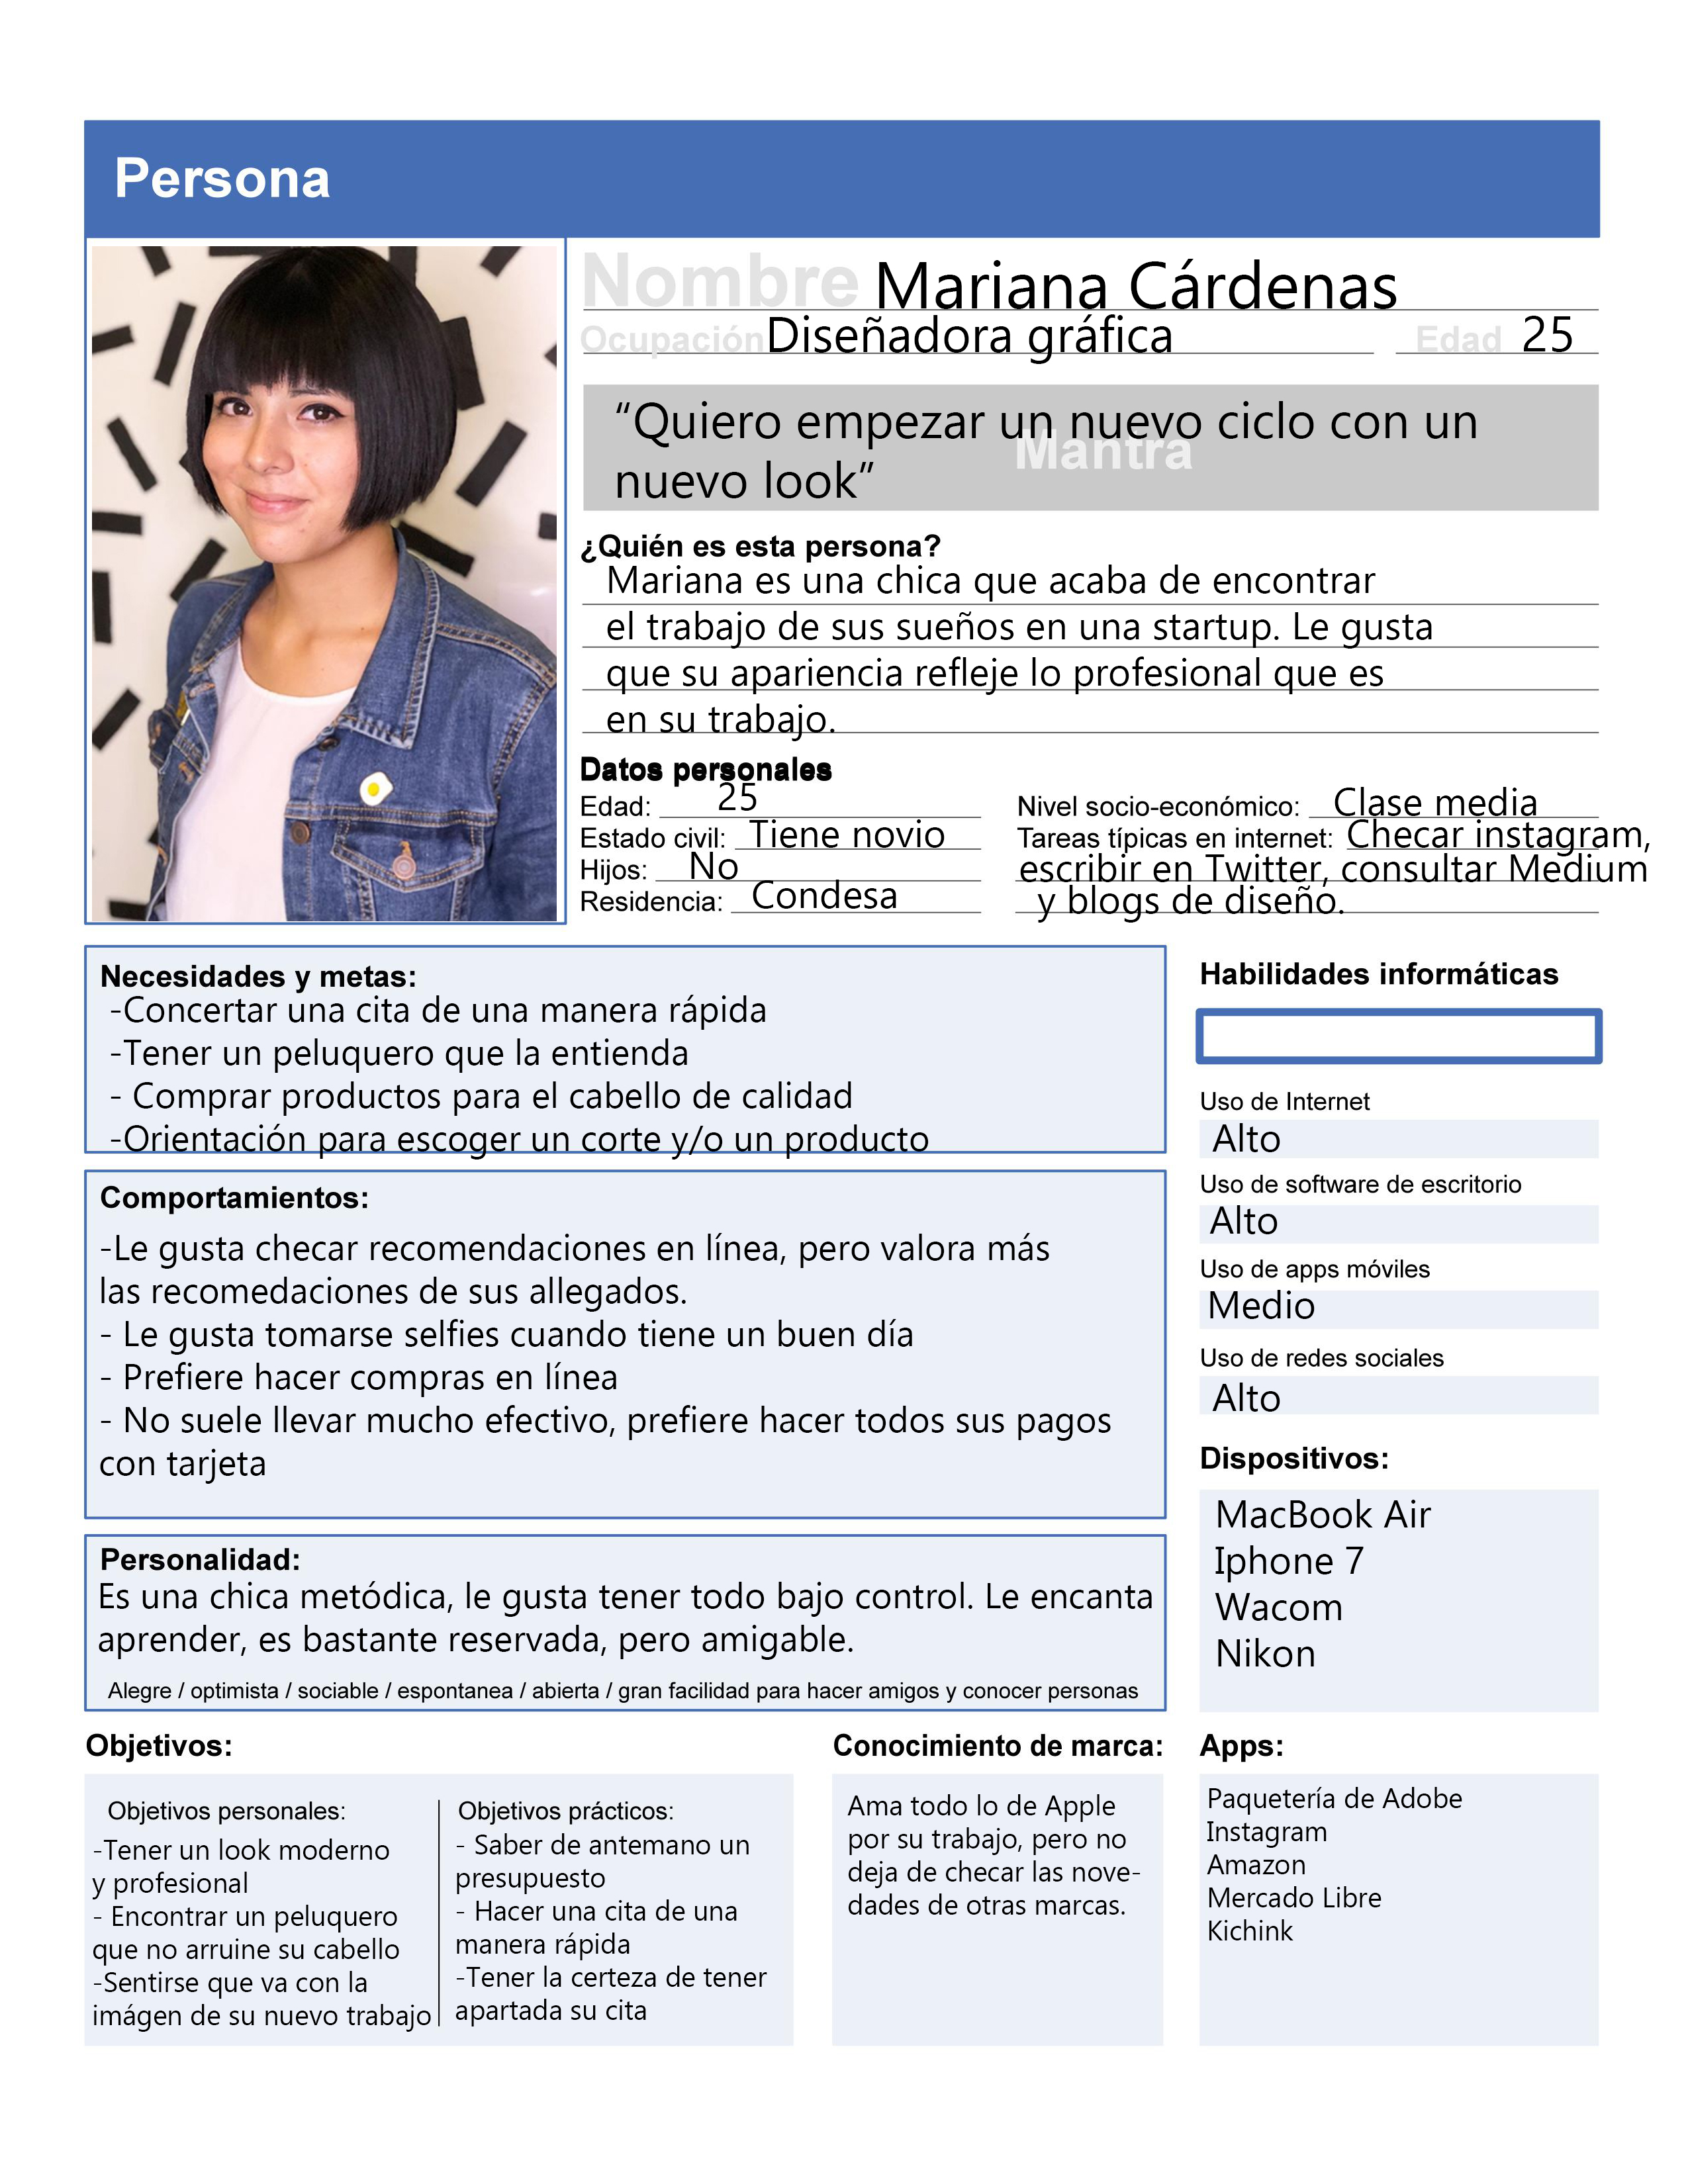 Persona
Nombre Mariana Cárdenas
Ocupación Diseñadora gráfica Edad 25
Mantra
“Quiero empezar un nuevo ciclo con un
nuevo look”
¿Quién es esta persona?
Mariana es una chica que acaba de encontrar
el trabajo de sus sueños en una startup. Le gusta
que su apariencia refleje lo profesional que es
en su trabajo.
Datos personales
Edad: 25
Estado civil: Tiene novio
Hijos: No
Residencia: Condesa
Nivel socio-económico: Clase media
Tareas típicas en internet: Checar instagram,
escribir en Twitter, consultar Medium
y blogs de diseño.
Necesidades y metas:
-Concertar una cita de una manera rápida
-Tener un peluquero que la entienda
- Comprar productos para el cabello de calidad
-Orientación para escoger un corte y/o un producto
Comportamientos:
-Le gusta checar recomendaciones en línea, pero valora más
las recomedaciones de sus allegados.
- Le gusta tomarse selfies cuando tiene un buen día
- Prefiere hacer compras en línea
- No suele llevar mucho efectivo, prefiere hacer todos sus pagos
con tarjeta
Personalidad:
Es una chica metódica, le gusta tener todo bajo control. Le encanta
aprender, es bastante reservada, pero amigable.
Alegre / optimista / sociable / espontanea / abierta / gran facilidad para hacer amigos y conocer personas
Habilidades informáticas
Uso de Internet
Alto
Uso de software de escritorio
Alto
Uso de apps móviles
Medio
Uso de redes sociales
Alto
Dispositivos:
MacBook Air
Iphone 7
Wacom
Nikon
Objetivos:
Objetivos personales:
-Tener un look moderno
y profesional
- Encontrar un peluquero
que no arruine su cabello
-Sentirse que va con la
imágen de su nuevo trabajo
Objetivos prácticos:
- Saber de antemano un
presupuesto
- Hacer una cita de una
manera rápida
-Tener la certeza de tener
apartada su cita
Conocimiento de marca:
Ama todo lo de Apple
por su trabajo, pero no
deja de checar las nove-
dades de otras marcas.
Apps:
Paquetería de Adobe
Instagram
Amazon
Mercado Libre
Kichink